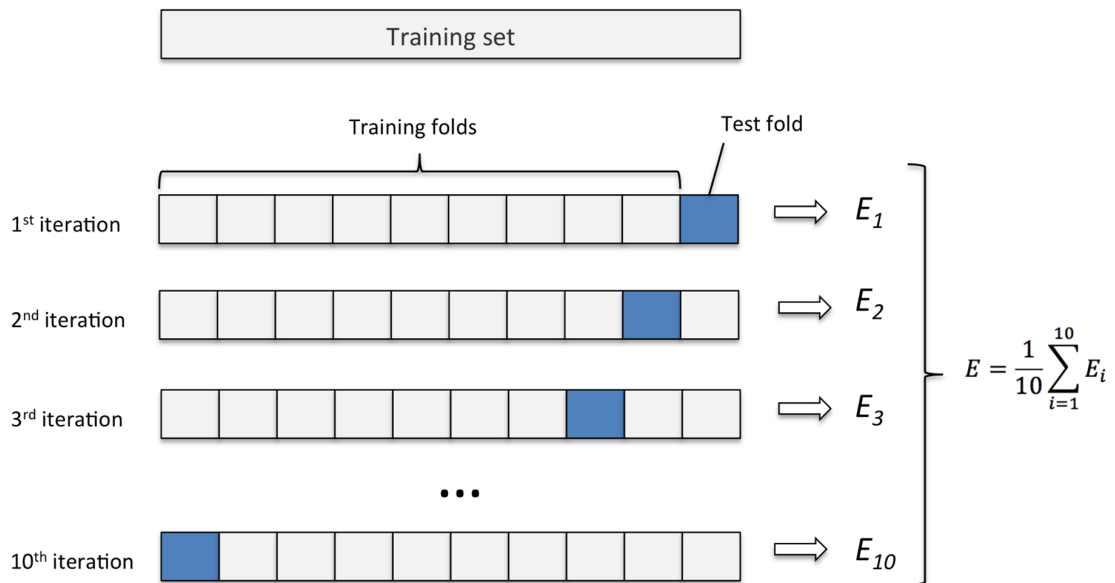 Training set
Training folds
Test fold
1st iteration
E1
2nd iteration
E2
E = 1/10 ∑ i=1 10 Ei
3rd iteration
E3
...
10th iteration
E10